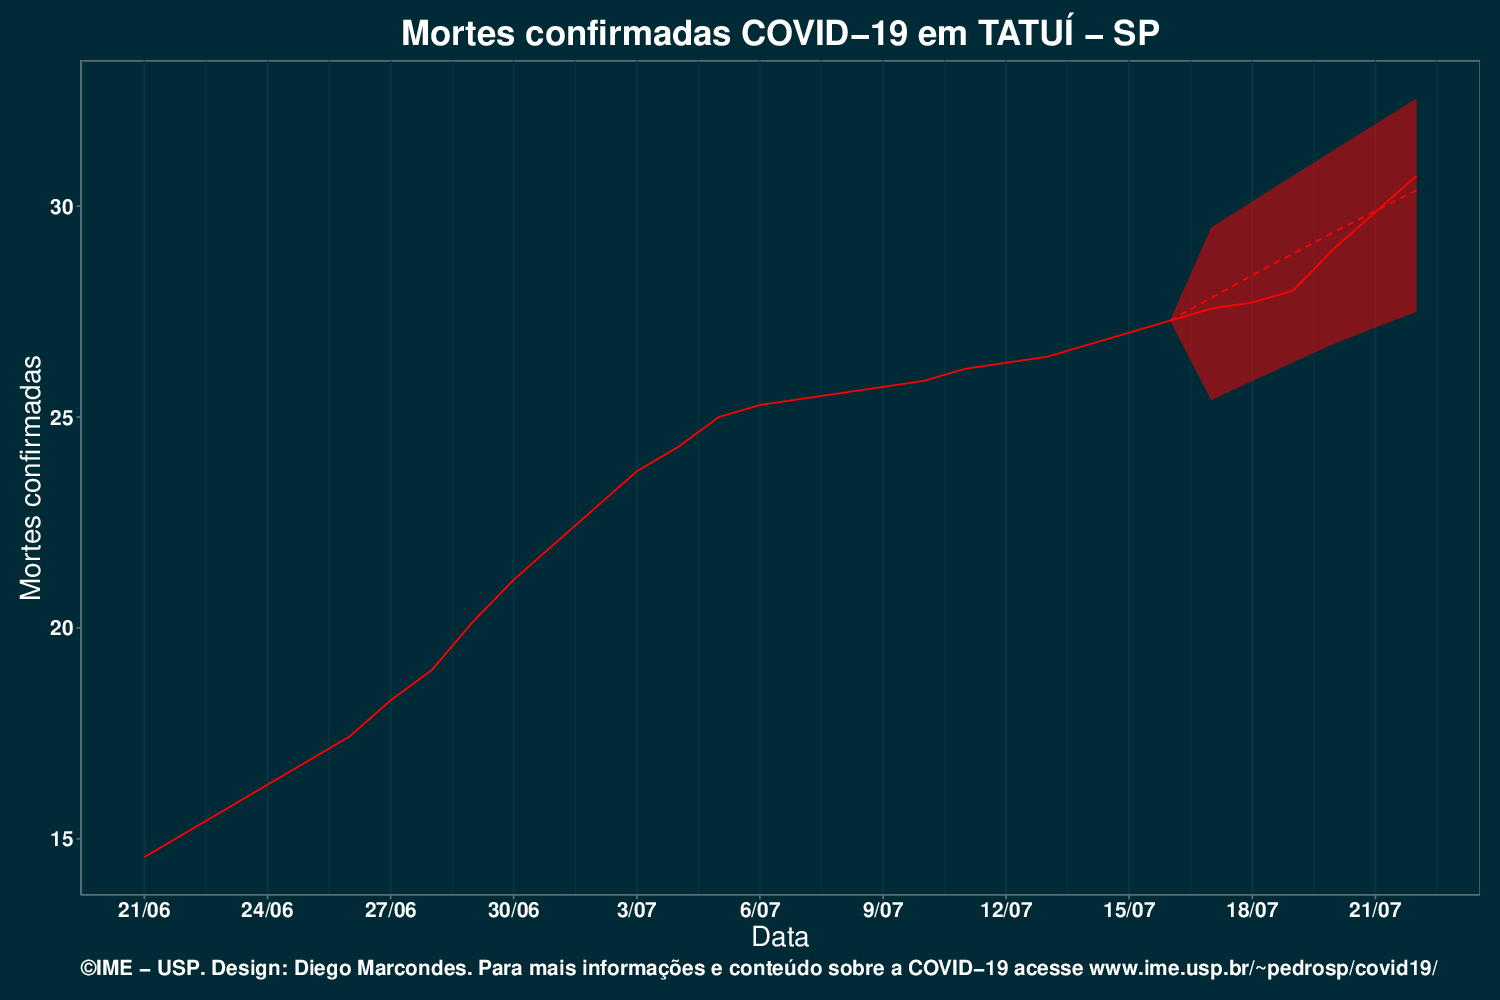 Mortes confirmadas COVID−19 em TATUÍ − SP
Mortes confirmadas
30
25
20
15
21/06 24/06 27/06 30/06 3/07 6/07 9/07 12/07 15/07 18/07 21/07
Data
©IME − USP. Design: Diego Marcondes. Para mais informações e conteúdo sobre a COVID−19 acesse www.ime.usp.br/~pedrosp/covid19/